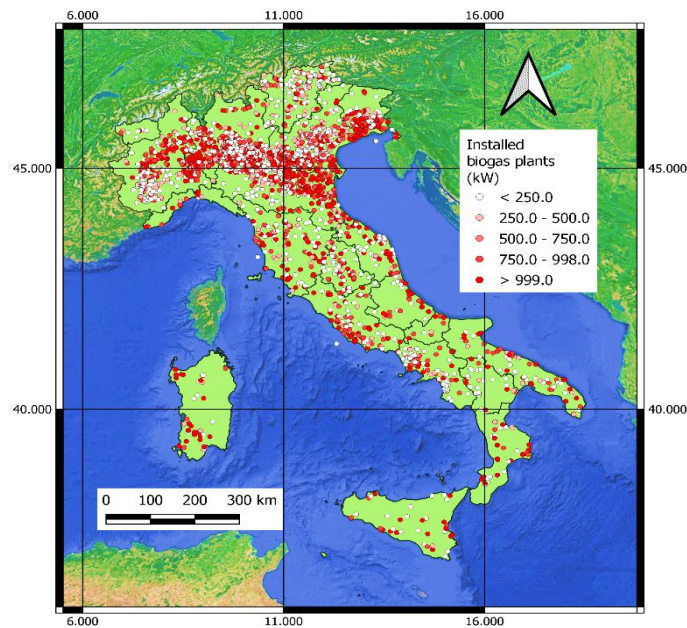 6.000 11.000 16.000
45.000 45.000
40.000 40.000
Installed
biogas plants
(kW)
< 250.0
250.0 - 500.0
500.0 - 750.0
750.0 - 998.0
> 999.0
0 100 200 300 km
6.000 11.000 16.000